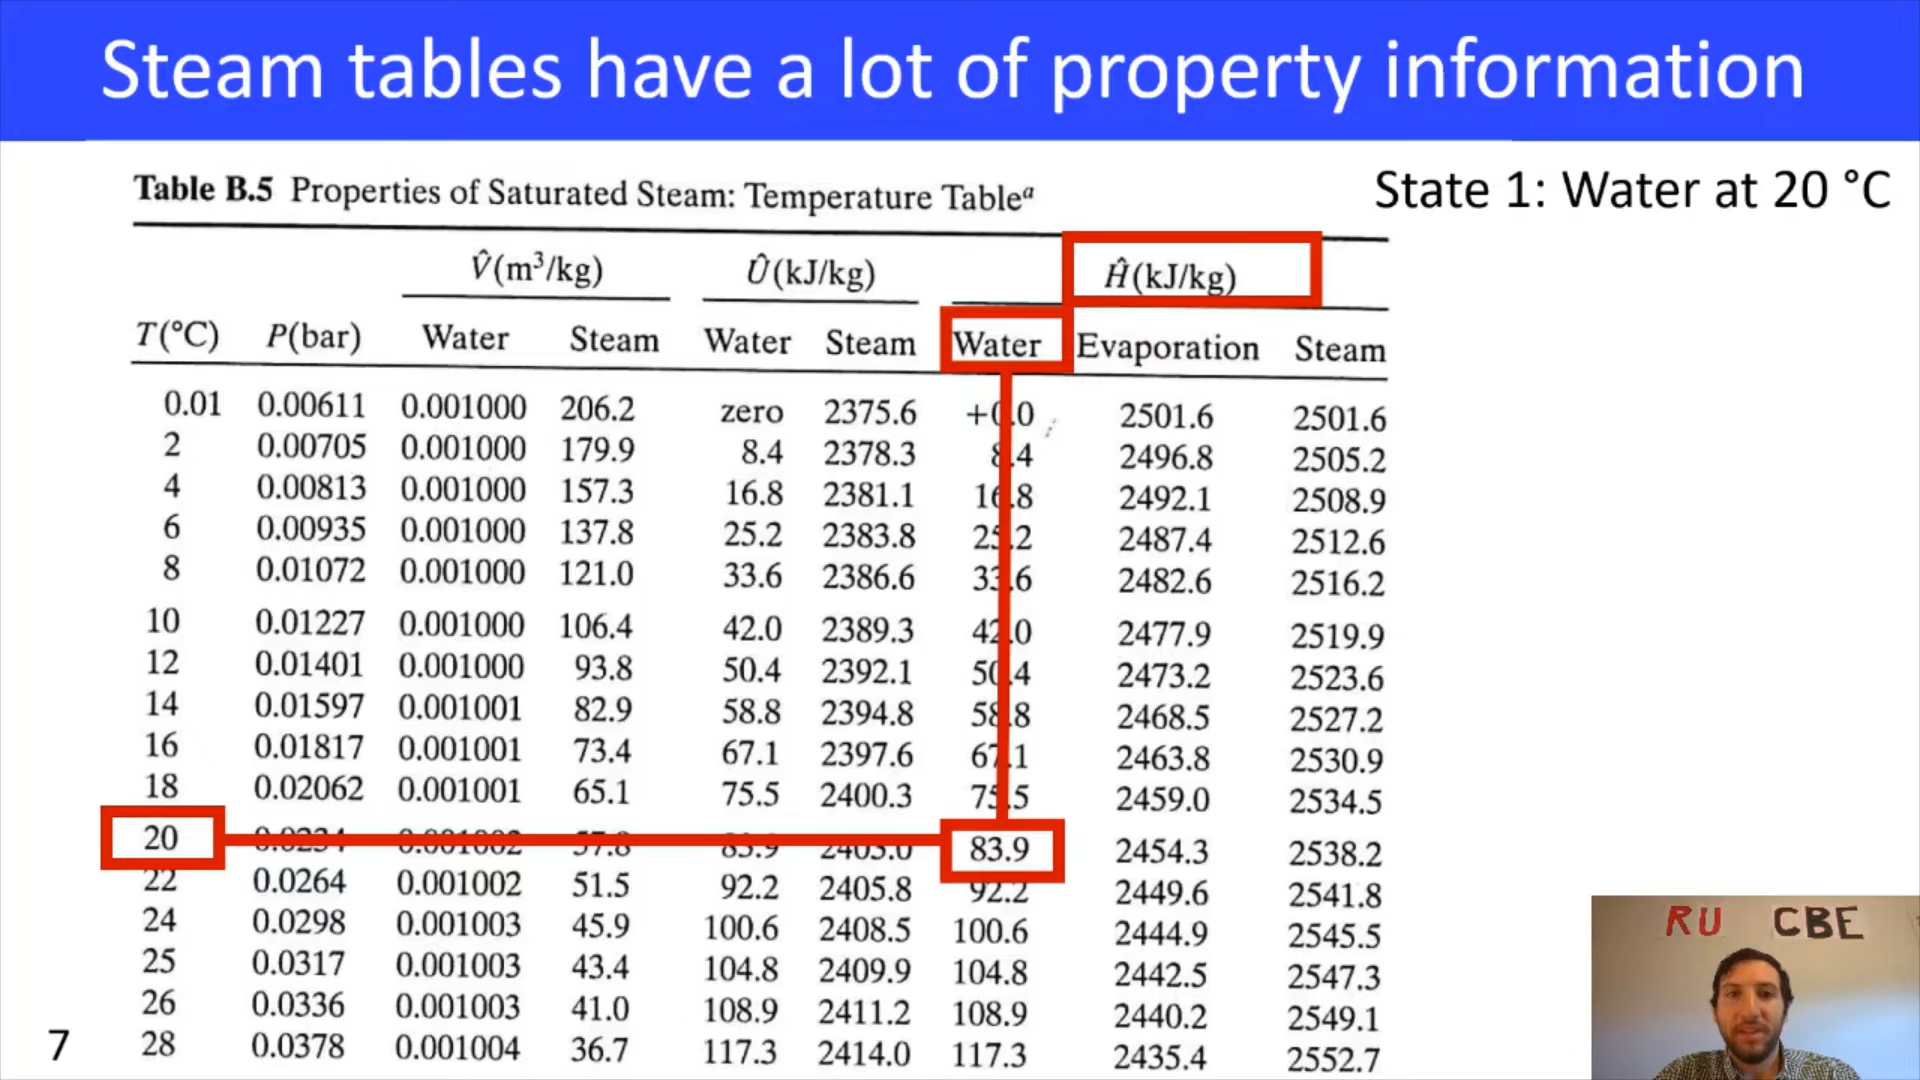 Steam tables have a lot of property information
Table B.5 Properties of Saturated Steam: Temperature Tableᵃ
State 1: Water at 20 °C
V̂(m³/kg) Û(kJ/kg) Ĥ(kJ/kg)
T(°C) P(bar) Water Steam Water Steam Water Evaporation Steam
0.01 0.00611 0.001000 206.2 zero 2375.6 +0.0 2501.6 2501.6
2 0.00705 0.001000 179.9 8.4 2378.3 8.4 2496.8 2505.2
4 0.00813 0.001000 157.3 16.8 2381.1 16.8 2492.1 2508.9
6 0.00935 0.001000 137.8 25.2 2383.8 25.2 2487.4 2512.6
8 0.01072 0.001000 121.0 33.6 2386.6 33.6 2482.6 2516.2
10 0.01227 0.001000 106.4 42.0 2389.3 42.0 2477.9 2519.9
12 0.01401 0.001000 93.8 50.4 2392.1 50.4 2473.2 2523.6
14 0.01597 0.001001 82.9 58.8 2394.8 58.8 2468.5 2527.2
16 0.01817 0.001001 73.4 67.1 2397.6 67.1 2463.8 2530.9
18 0.02062 0.001001 65.1 75.5 2400.3 75.5 2459.0 2534.5
20 0.0234 0.001002 57.8 83.9 2403.0 83.9 2454.3 2538.2
22 0.0264 0.001002 51.5 92.2 2405.8 92.2 2449.6 2541.8
24 0.0298 0.001003 45.9 100.6 2408.5 100.6 2444.9 2545.5
25 0.0317 0.001003 43.4 104.8 2409.9 104.8 2442.5 2547.3
26 0.0336 0.001003 41.0 108.9 2411.2 108.9 2440.2 2549.1
28 0.0378 0.001004 36.7 117.3 2414.0 117.3 2435.4 2552.7
7
RU CBE